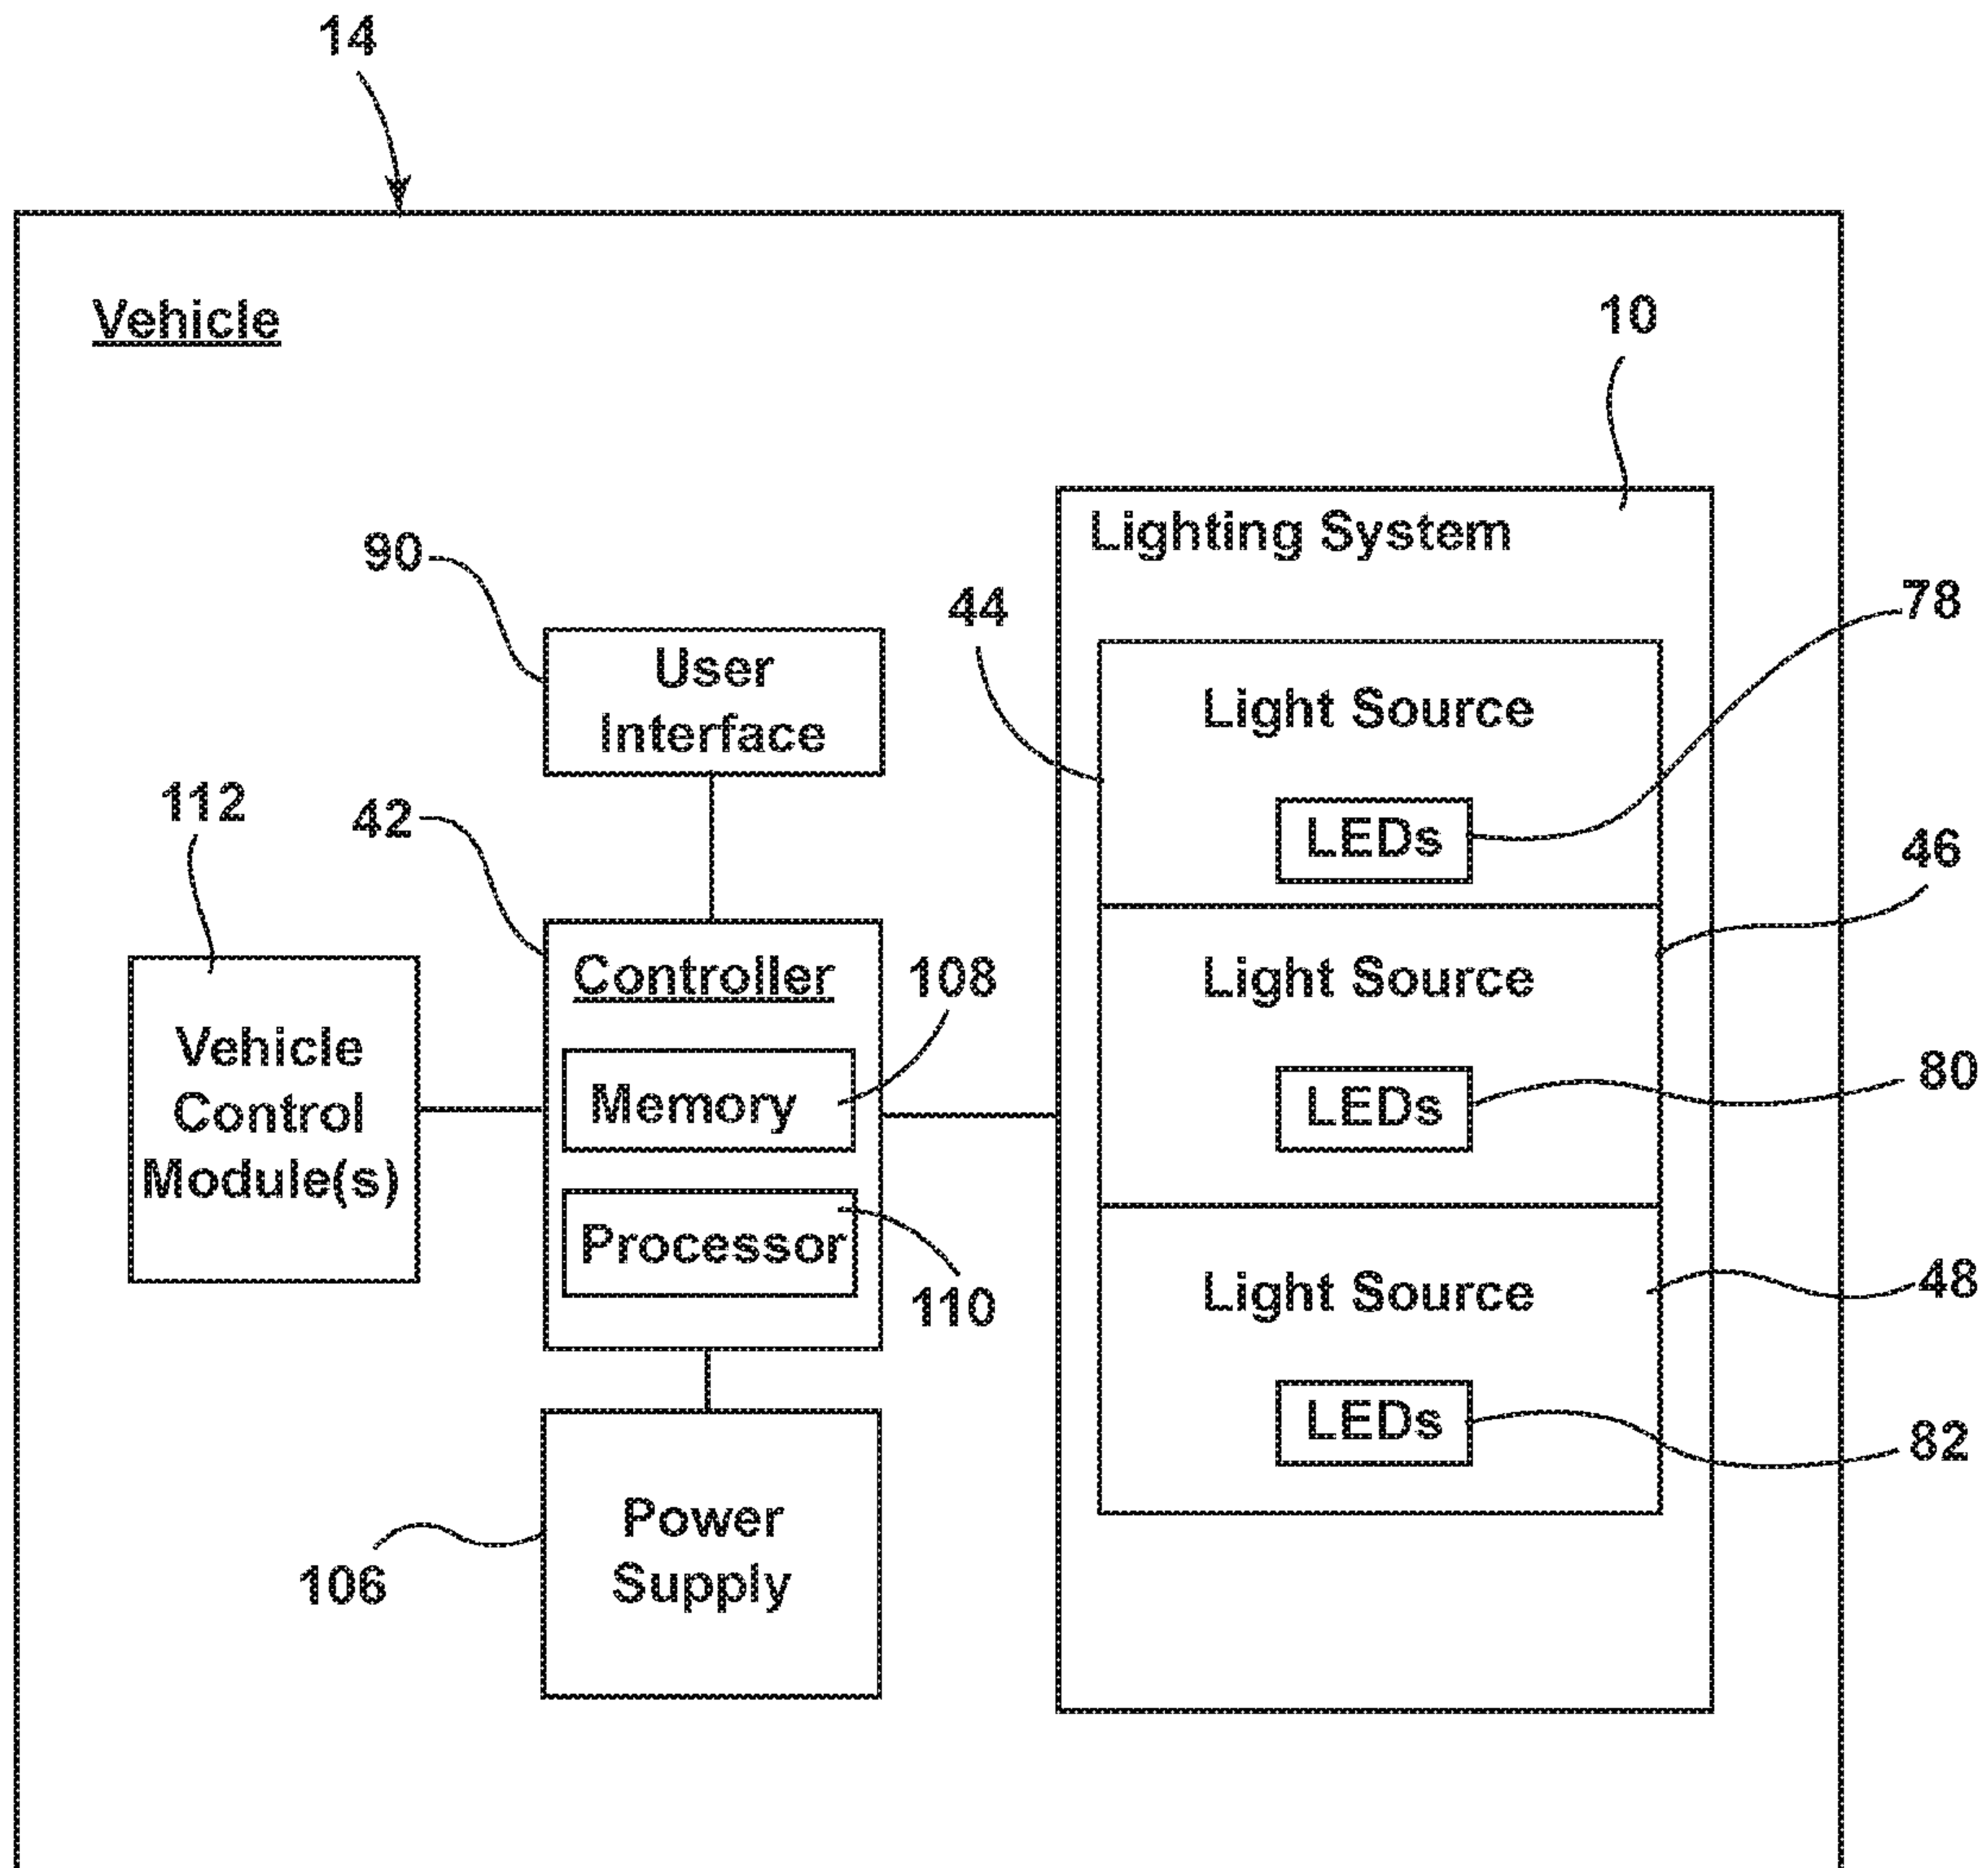 14
Vehicle
10
Lighting System
90
44
78
User
Interface
Light Source
LEDs
112
42
46
Controller
108
Light Source
Vehicle
Control
Module(s)
Memory
LEDs
80
Processor
110
Light Source
48
LEDs
82
Power
Supply
106